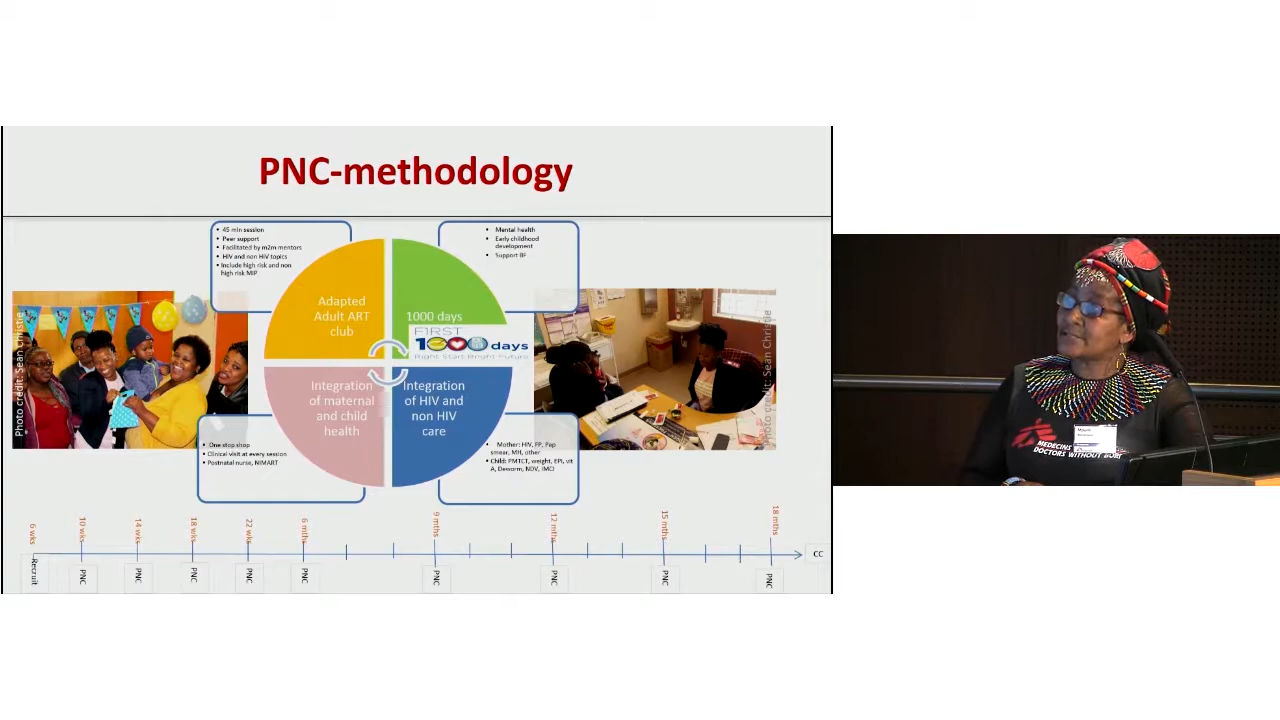 PNC-methodology
• 45 min session
• Peer support
• Facilitated by m2m mentors
• HIV and non HIV topics
• Include high risk and non
high risk MIP
• Mental health
• Early childhood
development
• Support BF
Adapted
Adult ART
club
1000 days
FIRST
1000 days
Right Start Bright Future
Integration
of maternal
and child
health
Integration
of HIV and
non HIV
care
• One stop shop
• Clinical visit at every session
• Postnatal nurse, NIMART
• Mother: HIV, FP, Pap
smear, MH, other
• Child: PMTCT, weight, EPI, vit
A, Deworm, NDV, IMCI
Photo credit: Sean Christie
Photo credit: Sean Christie
6 wks
10 wks
14 wks
18 wks
22 wks
6 mths
9 mths
12 mths
15 mths
18 mths
CC
Recruit
PNC
PNC
PNC
PNC
PNC
PNC
PNC
PNC
PNC
MEDECINS
DOCTORS WITHOUT BOR